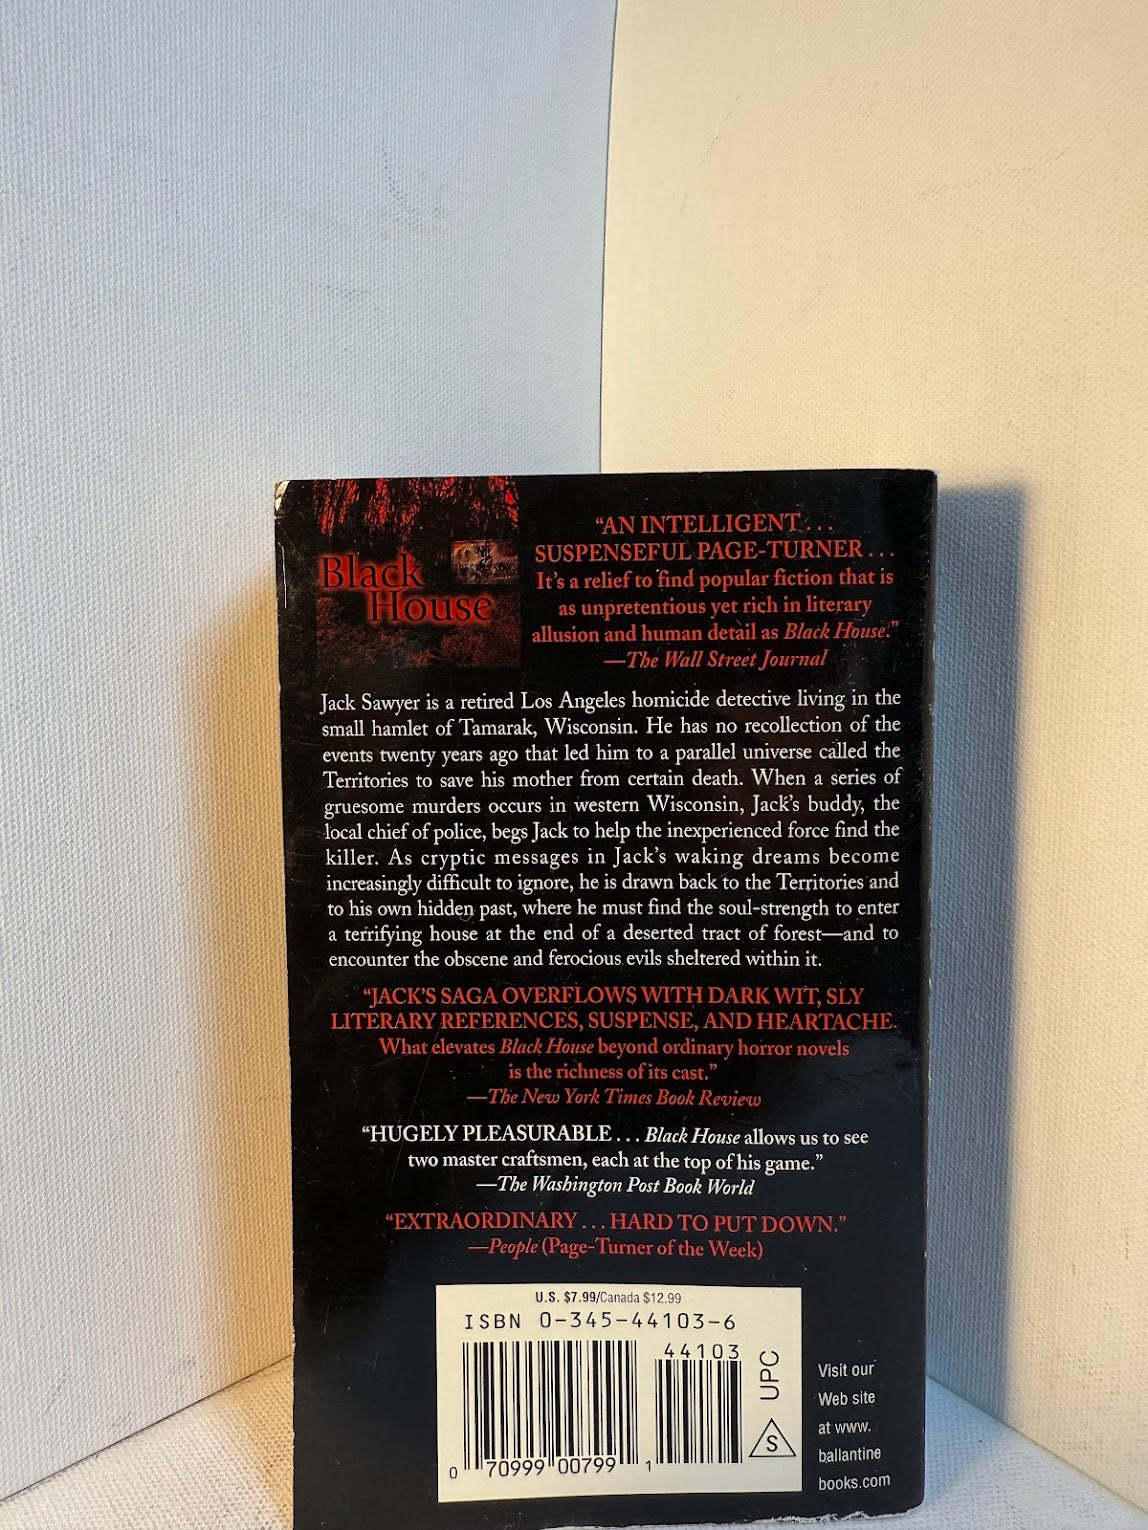 Black
House
NO
TRESPASSING
“AN INTELLIGENT . . .
SUSPENSEFUL PAGE-TURNER . . .
It’s a relief to find popular fiction that is
as unpretentious yet rich in literary
allusion and human detail as Black House.”
—The Wall Street Journal
Jack Sawyer is a retired Los Angeles homicide detective living in the
small hamlet of Tamarak, Wisconsin. He has no recollection of the
events twenty years ago that led him to a parallel universe called the
Territories to save his mother from certain death. When a series of
gruesome murders occurs in western Wisconsin, Jack’s buddy, the
local chief of police, begs Jack to help the inexperienced force find the
killer. As cryptic messages in Jack’s waking dreams become
increasingly difficult to ignore, he is drawn back to the Territories and
to his own hidden past, where he must find the soul-strength to enter
a terrifying house at the end of a deserted tract of forest—and to
encounter the obscene and ferocious evils sheltered within it.
“JACK’S SAGA OVERFLOWS WITH DARK WIT, SLY
LITERARY REFERENCES, SUSPENSE, AND HEARTACHE.
What elevates Black House beyond ordinary horror novels
is the richness of its cast.”
—The New York Times Book Review
“HUGELY PLEASURABLE . . . Black House allows us to see
two master craftsmen, each at the top of his game.”
—The Washington Post Book World
“EXTRAORDINARY . . . HARD TO PUT DOWN.”
—People (Page-Turner of the Week)
U.S. $7.99/Canada $12.99
ISBN 0-345-44103-6
44103
0 70999 00799 1
UPC
S
Visit our
Web site
at www.
ballantine
books.com